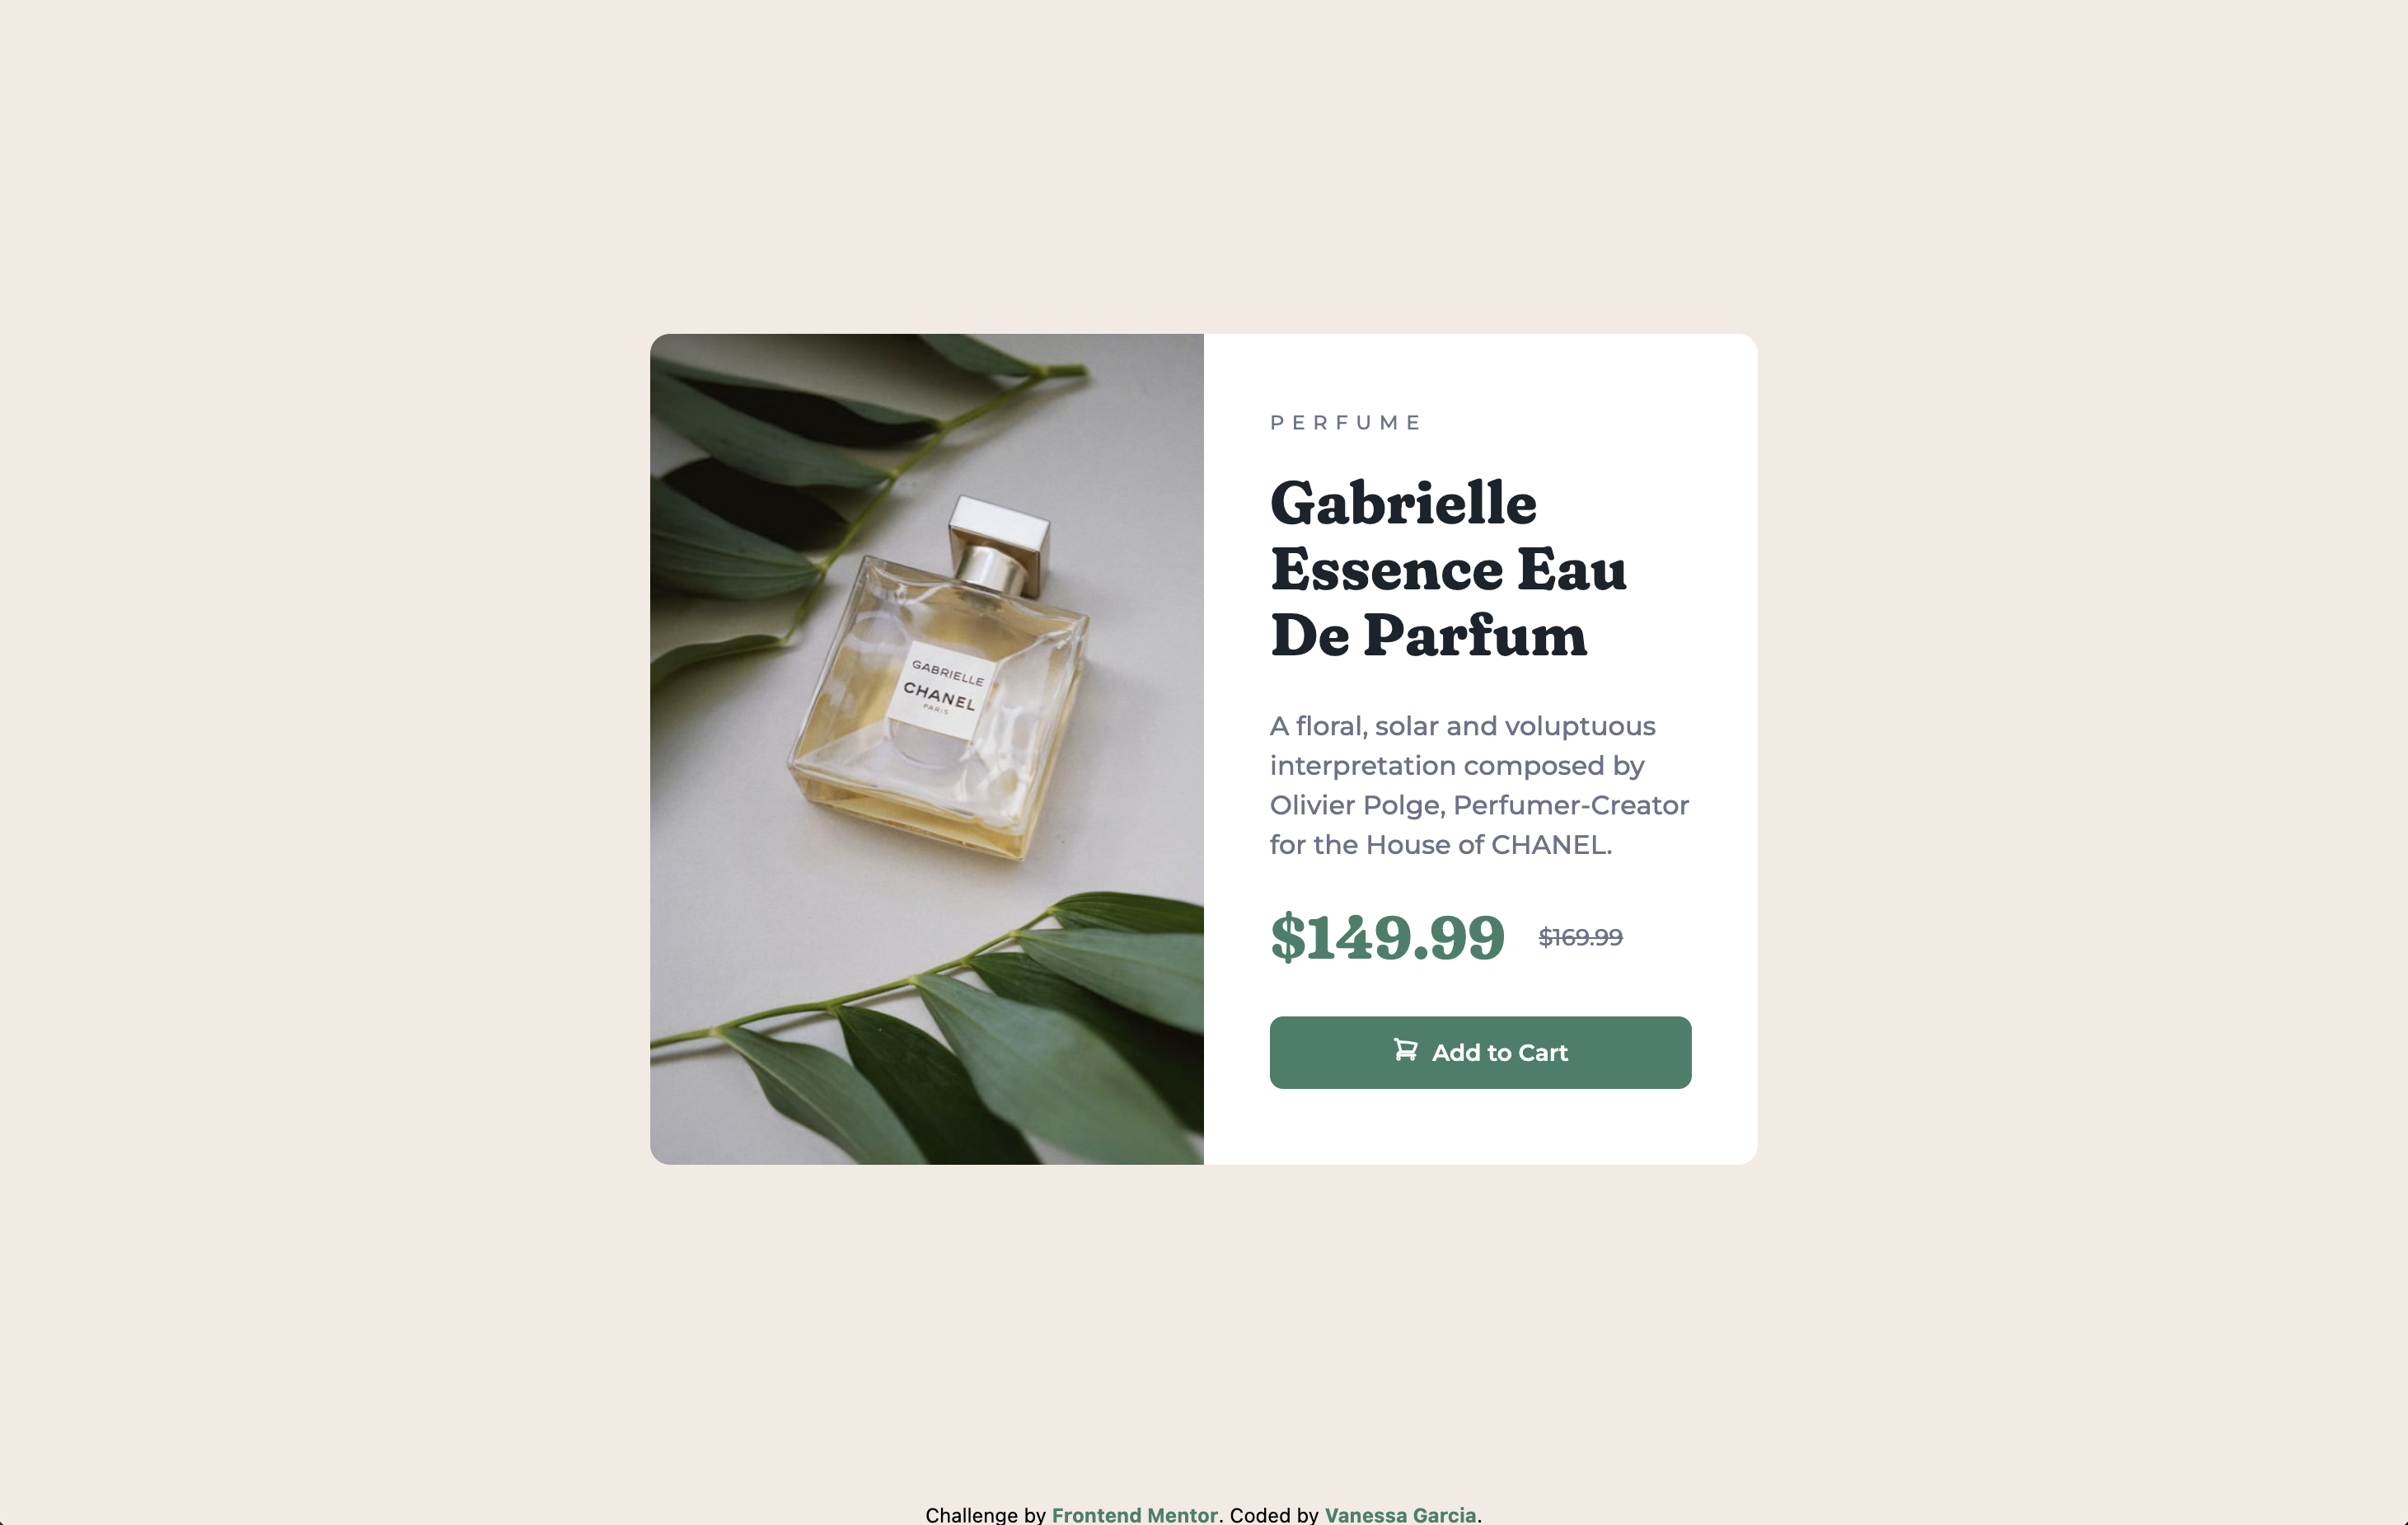 GABRIELLE
CHANEL
PARIS
PERFUME
Gabrielle
Essence Eau
De Parfum
A floral, solar and voluptuous
interpretation composed by
Olivier Polge, Perfumer-Creator
for the House of CHANEL.
$149.99 $169.99
Add to Cart
Challenge by Frontend Mentor. Coded by Vanessa Garcia.